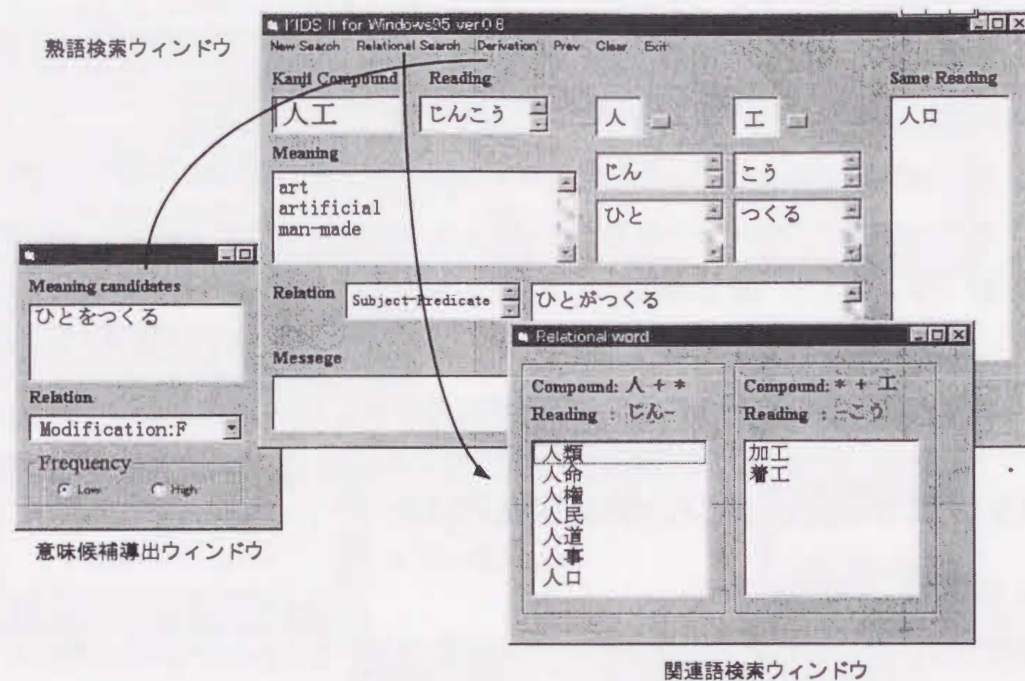 熟語検索ウィンドウ
KIDS II for Windows95 ver0.8
New Search Relational Search Derivation Prev Clear Exit
Kanji Compound Reading Same Reading
人工 じんこう 人 工 人口
Meaning
じん こう
art
artificial
man-made
ひと つくる
Meaning candidates
ひとをつくる
Relation Subject-Predicate ひとがつくる
Messege
Relation
Modification:F
Frequency
Low High
意味候補導出ウィンドウ
Relational word
Compound: 人 + *
Reading : じん-
人類
人命
人権
人民
人道
人事
人口
Compound: * + 工
Reading : -こう
加工
着工
関連語検索ウィンドウ